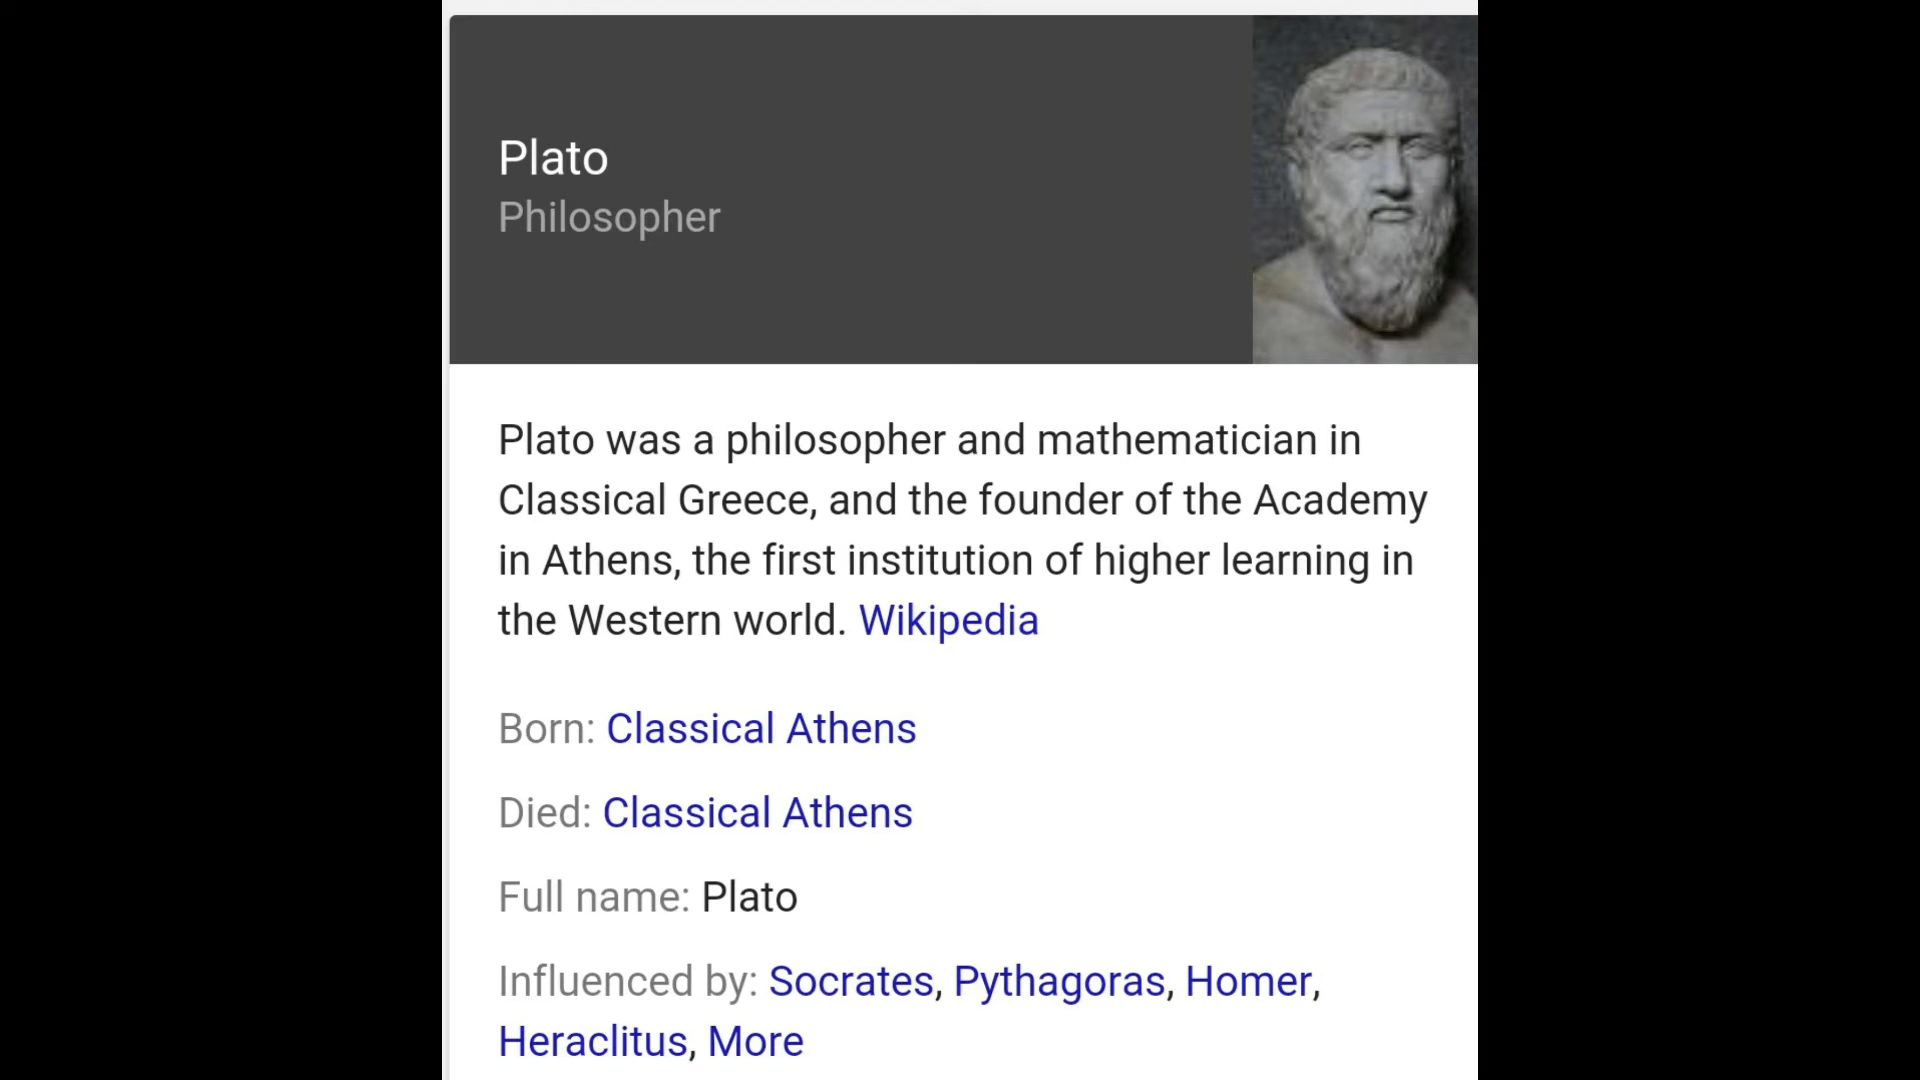 Plato
Philosopher
Plato was a philosopher and mathematician in
Classical Greece, and the founder of the Academy
in Athens, the first institution of higher learning in
the Western world. Wikipedia
Born: Classical Athens
Died: Classical Athens
Full name: Plato
Influenced by: Socrates, Pythagoras, Homer,
Heraclitus, More